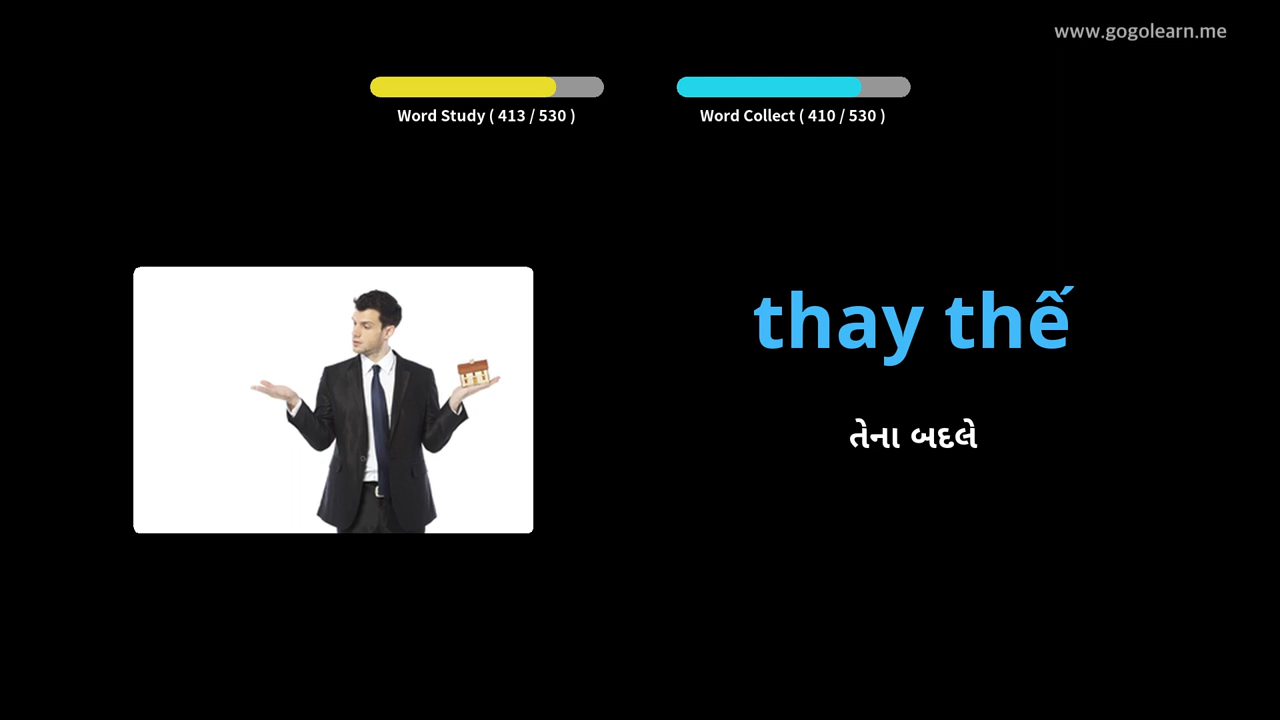 www.gogolearn.me
Word Study ( 413 / 530 )
Word Collect ( 410 / 530 )
thay thế
તેના બદલે